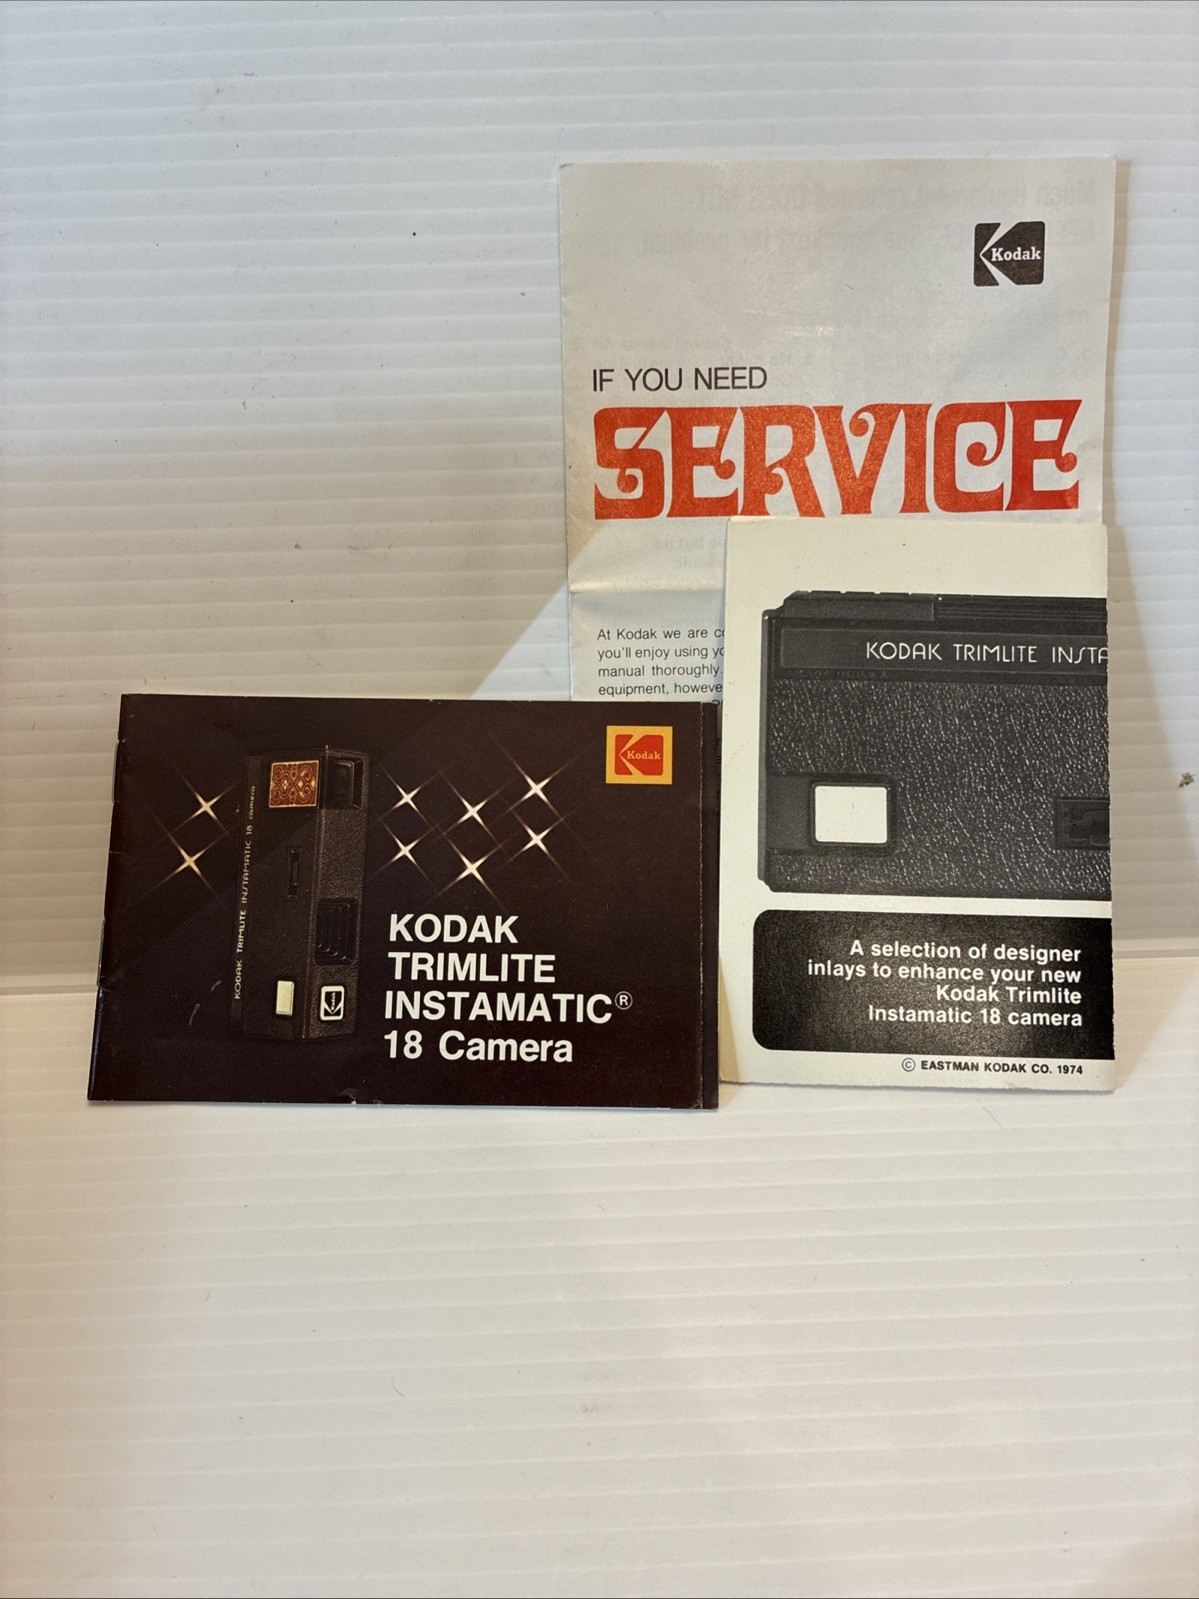 Kodak
IF YOU NEED
SERVICE
At Kodak we are
you'll enjoy using
manual thoroughly.
equipment,
KODAK TRIMLITE
A selection of designer
inlays to enhance your new
Kodak Trimlite
Instamatic 18 camera
© EASTMAN KODAK CO. 1974
Kodak
KODAK TRIMLITE INSTAMATIC 18 camera
KODAK
TRIMLITE
INSTAMATIC®
18 Camera